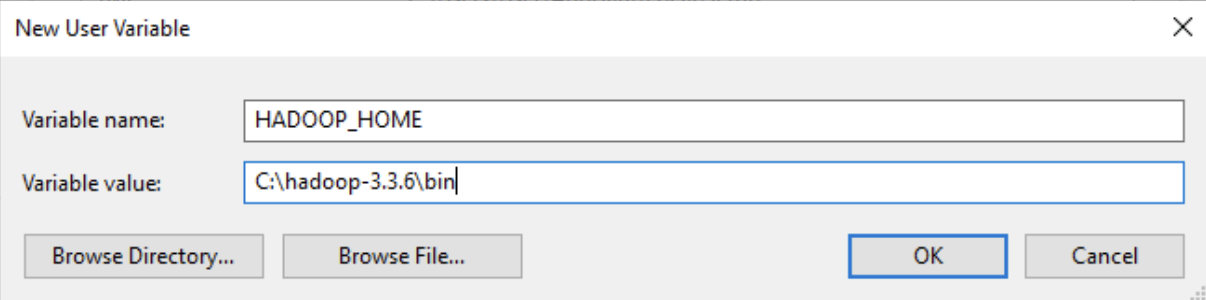 New User Variable
Variable name: HADOOP_HOME
Variable value: C:\hadoop-3.3.6\bin
Browse Directory... Browse File... OK Cancel